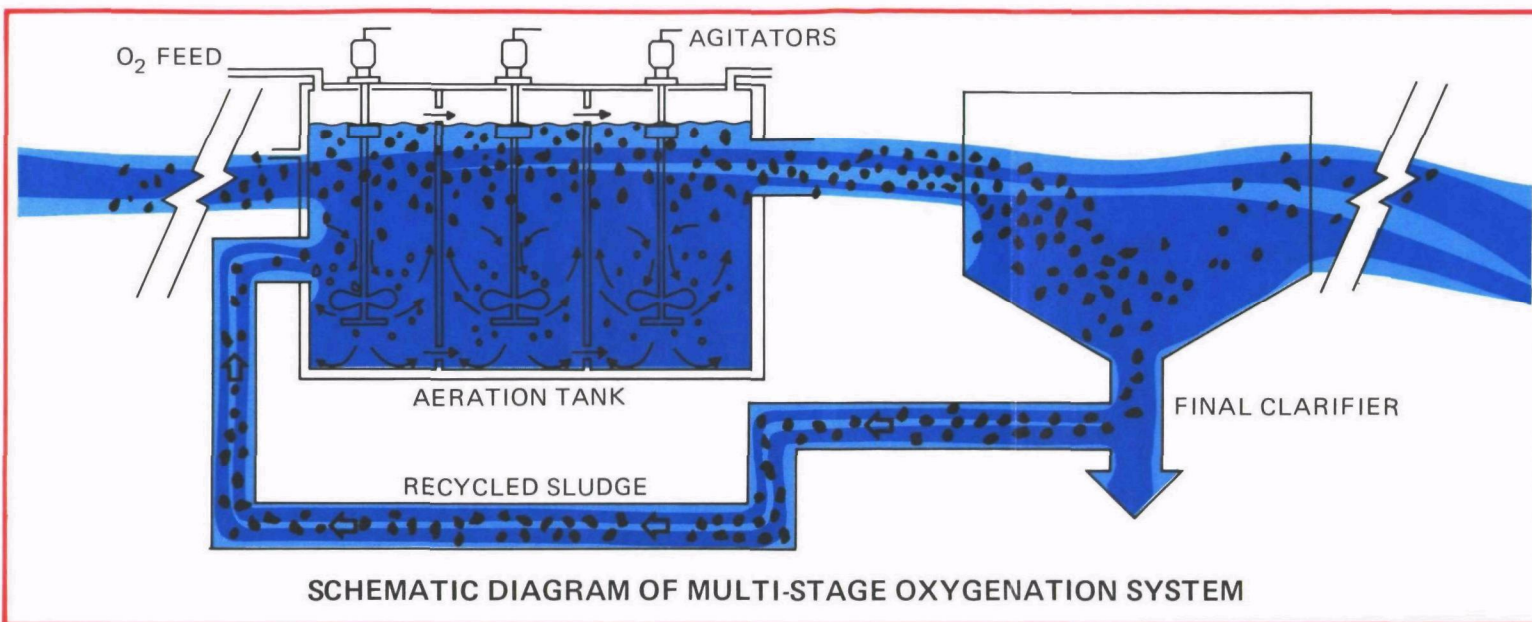 O₂ FEED
AGITATORS
AERATION TANK
FINAL CLARIFIER
RECYCLED SLUDGE
SCHEMATIC DIAGRAM OF MULTI-STAGE OXYGENATION SYSTEM